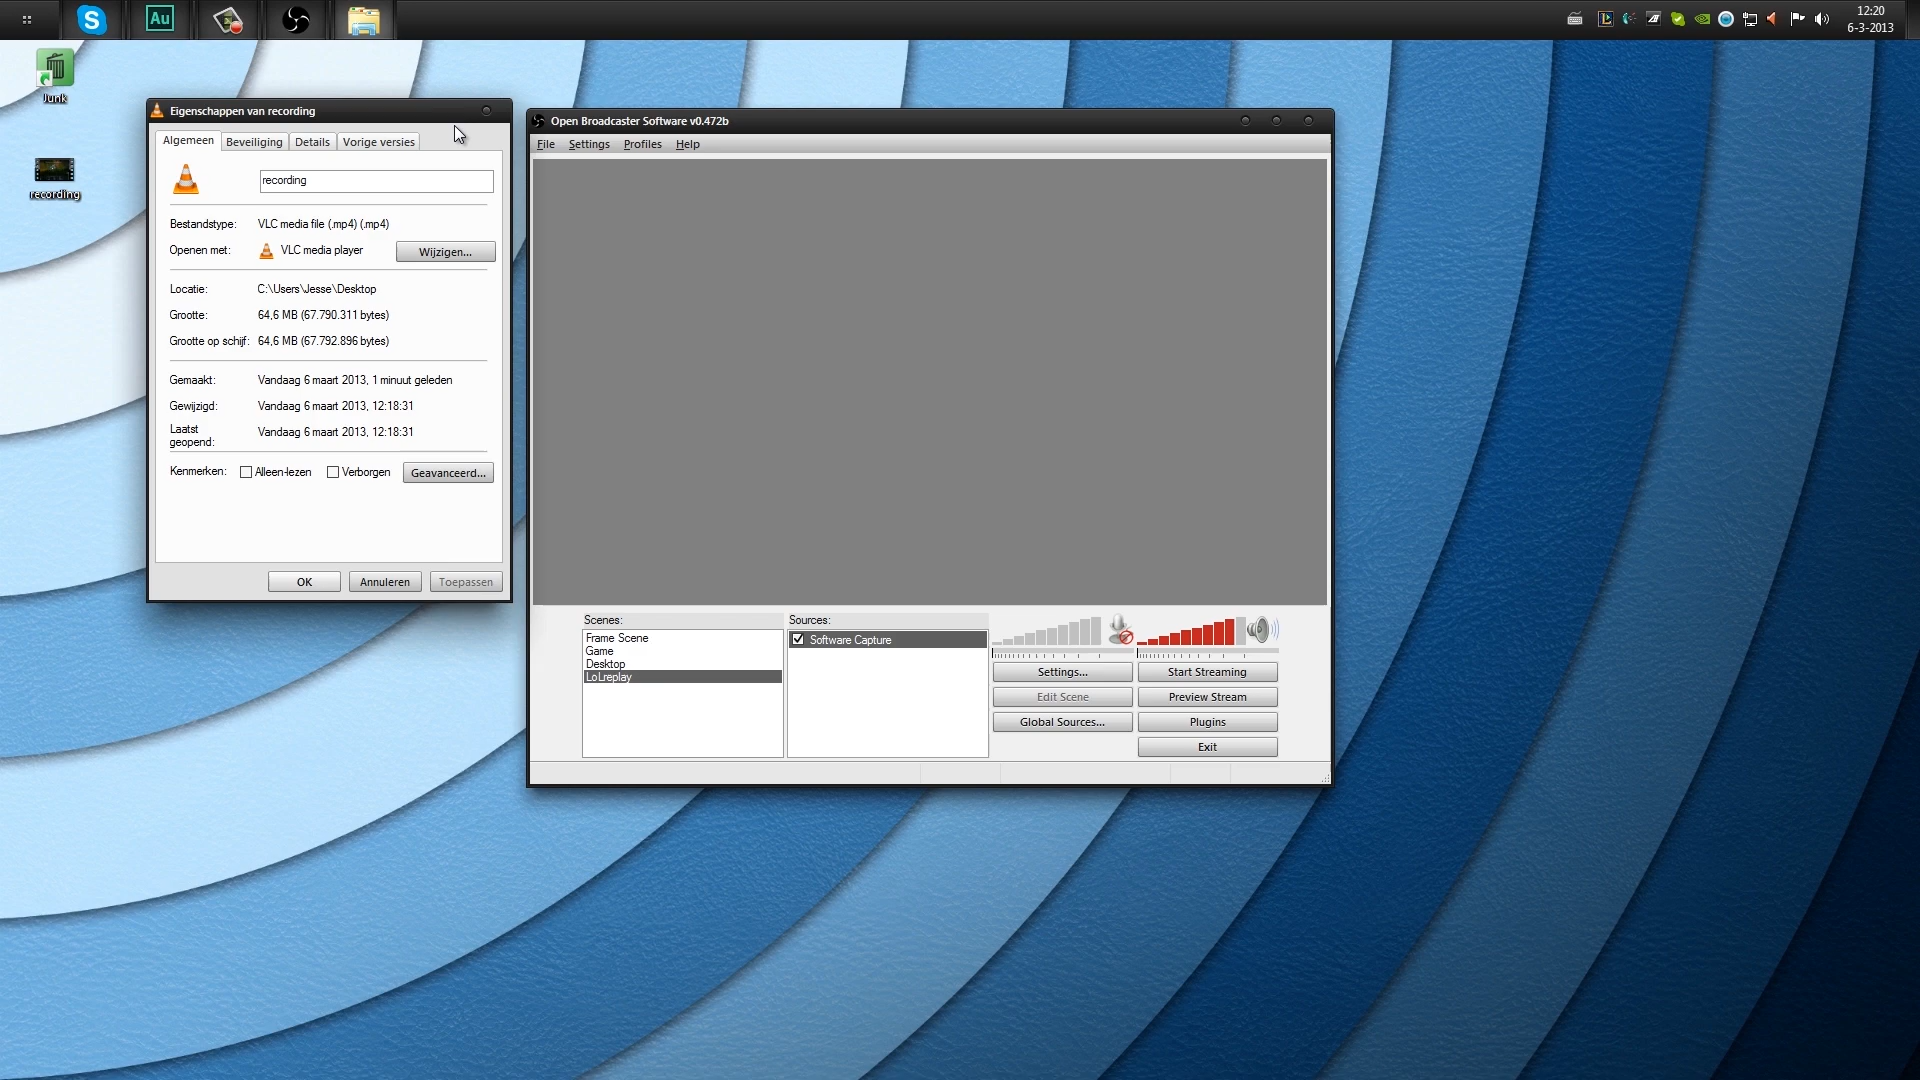 S
Au
12:20
6-3-2013
Junk
recording
Eigenschappen van recording
Algemeen
Beveiliging
Details
Vorige versies
recording
Bestandstype: VLC media file (.mp4) (.mp4)
Openen met: VLC media player Wijzigen...
Locatie: C:\Users\Jesse\Desktop
Grootte: 64,6 MB (67.790.311 bytes)
Grootte op schijf: 64,6 MB (67.792.896 bytes)
Gemaakt: Vandaag 6 maart 2013, 1 minuut geleden
Gewijzigd: Vandaag 6 maart 2013, 12:18:31
Laatst geopend: Vandaag 6 maart 2013, 12:18:31
Kenmerken: Alleen-lezen Verborgen Geavanceerd...
OK Annuleren Toepassen
Open Broadcaster Software v0.472b
File Settings Profiles Help
Scenes:
Frame Scene
Game
Desktop
LoLreplay
Sources:
Software Capture
Settings... Start Streaming
Edit Scene Preview Stream
Global Sources... Plugins
Exit